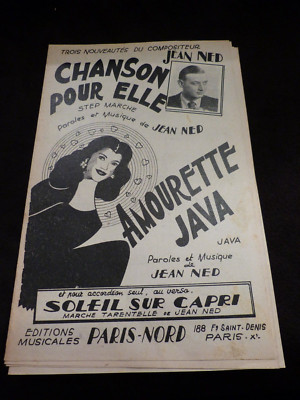 TROIS NOUVEAUTÉS DU COMPOSITEUR
JEAN NED
CHANSON
POUR ELLE
STEP MARCHE
Paroles et Musique de JEAN NED
AMOURETTE
JAVA
JAVA
Paroles et Musique
de
JEAN NED
et pour accordéon seul, au verso.
SOLEIL SUR CAPRI
MARCHE TARENTELLE de JEAN NED
EDITIONS
MUSICALES
PARIS-NORD
188 Fg SAINT-DENIS
PARIS-Xe